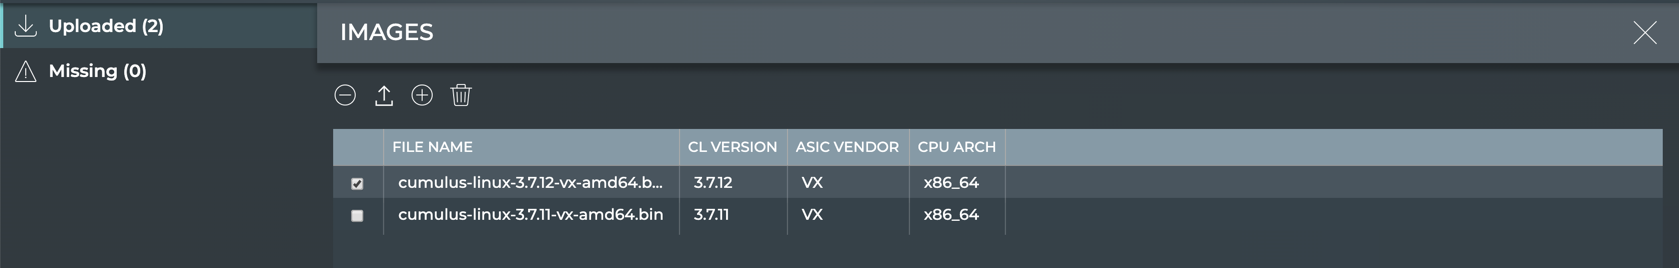 Uploaded (2)
Missing (0)
IMAGES
FILE NAME CL VERSION ASIC VENDOR CPU ARCH
cumulus-linux-3.7.12-vx-amd64.b... 3.7.12 VX x86_64
cumulus-linux-3.7.11-vx-amd64.bin 3.7.11 VX x86_64